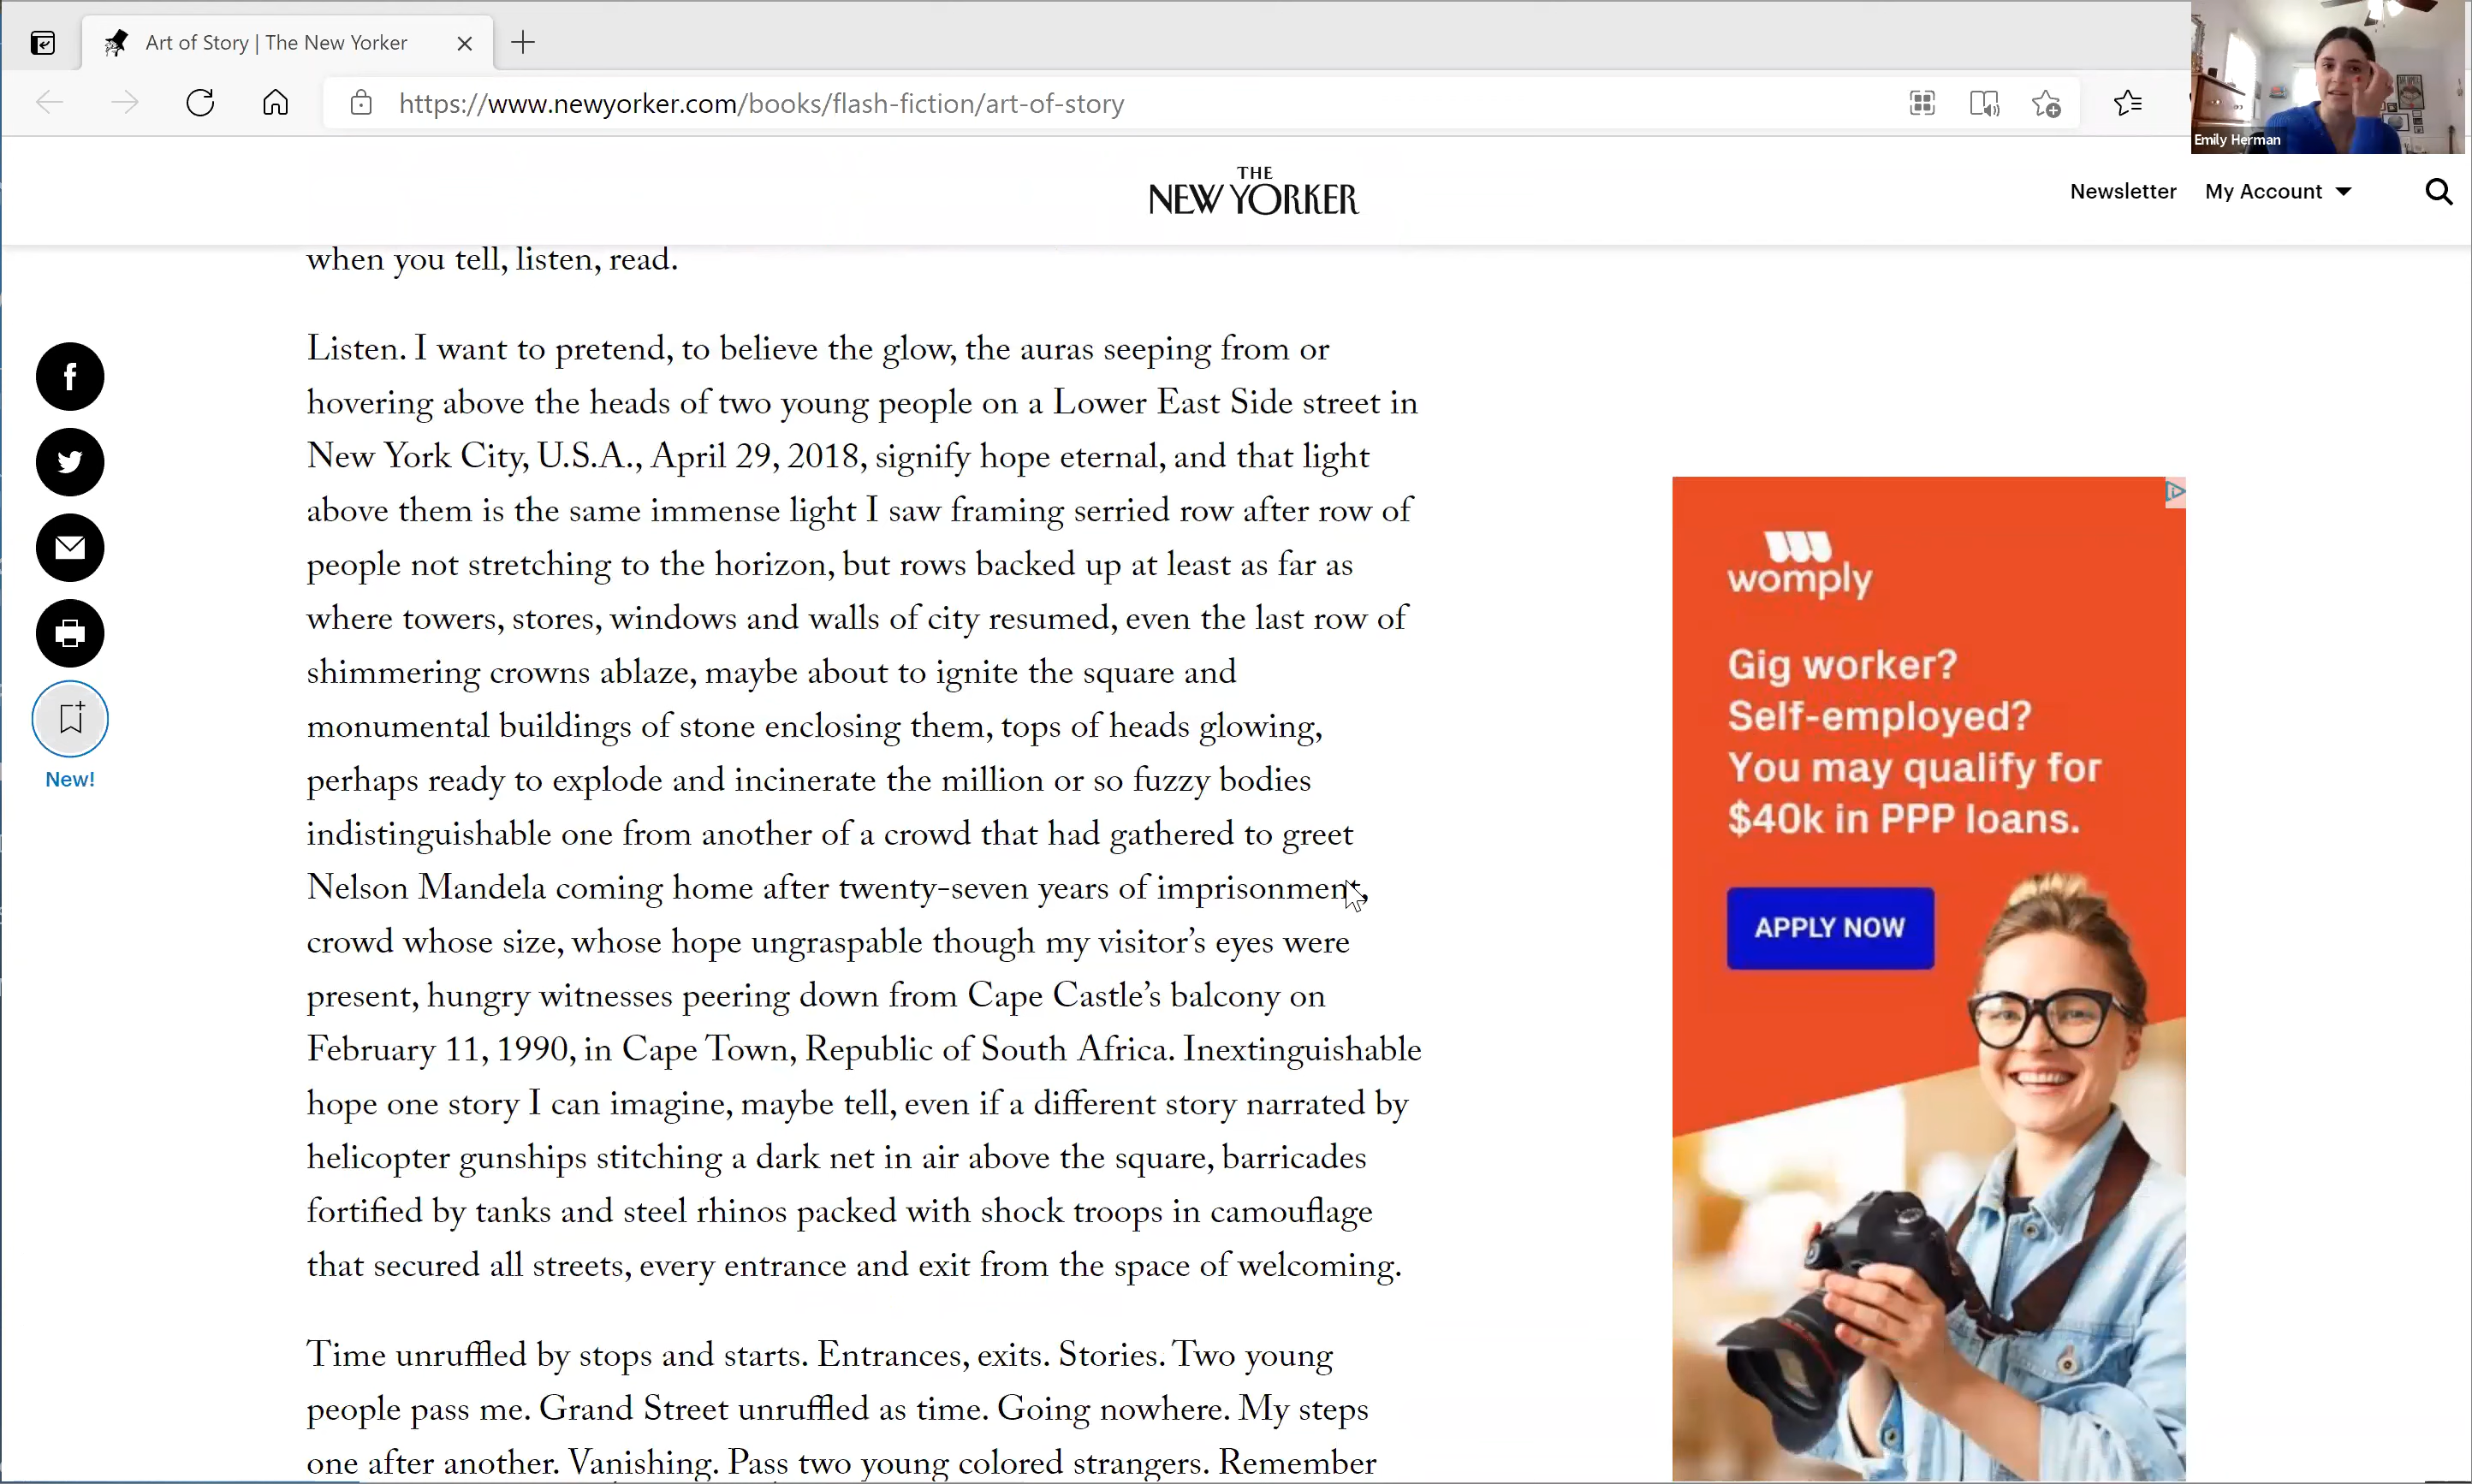 Art of Story | The New Yorker
https://www.newyorker.com/books/flash-fiction/art-of-story
Emily Herman
THE
NEW YORKER
Newsletter
My Account
when you tell, listen, read.
Listen. I want to pretend, to believe the glow, the auras seeping from or
hovering above the heads of two young people on a Lower East Side street in
New York City, U.S.A., April 29, 2018, signify hope eternal, and that light
above them is the same immense light I saw framing serried row after row of
people not stretching to the horizon, but rows backed up at least as far as
where towers, stores, windows and walls of city resumed, even the last row of
shimmering crowns ablaze, maybe about to ignite the square and
monumental buildings of stone enclosing them, tops of heads glowing,
perhaps ready to explode and incinerate the million or so fuzzy bodies
indistinguishable one from another of a crowd that had gathered to greet
Nelson Mandela coming home after twenty-seven years of imprisonment,
crowd whose size, whose hope ungraspable though my visitor's eyes were
present, hungry witnesses peering down from Cape Castle's balcony on
February 11, 1990, in Cape Town, Republic of South Africa. Inextinguishable
hope one story I can imagine, maybe tell, even if a different story narrated by
helicopter gunships stitching a dark net in air above the square, barricades
fortified by tanks and steel rhinos packed with shock troops in camouflage
that secured all streets, every entrance and exit from the space of welcoming.
Time unruffled by stops and starts. Entrances, exits. Stories. Two young
people pass me. Grand Street unruffled as time. Going nowhere. My steps
one after another. Vanishing. Pass two young colored strangers. Remember
New!
womply
Gig worker?
Self-employed?
You may qualify for
$40k in PPP loans.
APPLY NOW